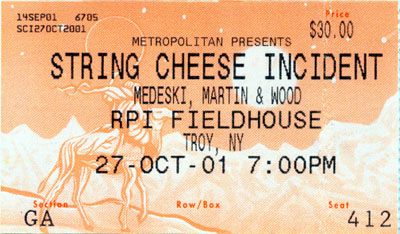 14SEP01 6705
SCI27OCT2001
Price
$30.00
METROPOLITAN PRESENTS
STRING CHEESE INCIDENT
MEDESKI, MARTIN & WOOD
RPI FIELDHOUSE
TROY, NY
27-OCT-01 7:00PM
Section Row/Box Seat
GA 412